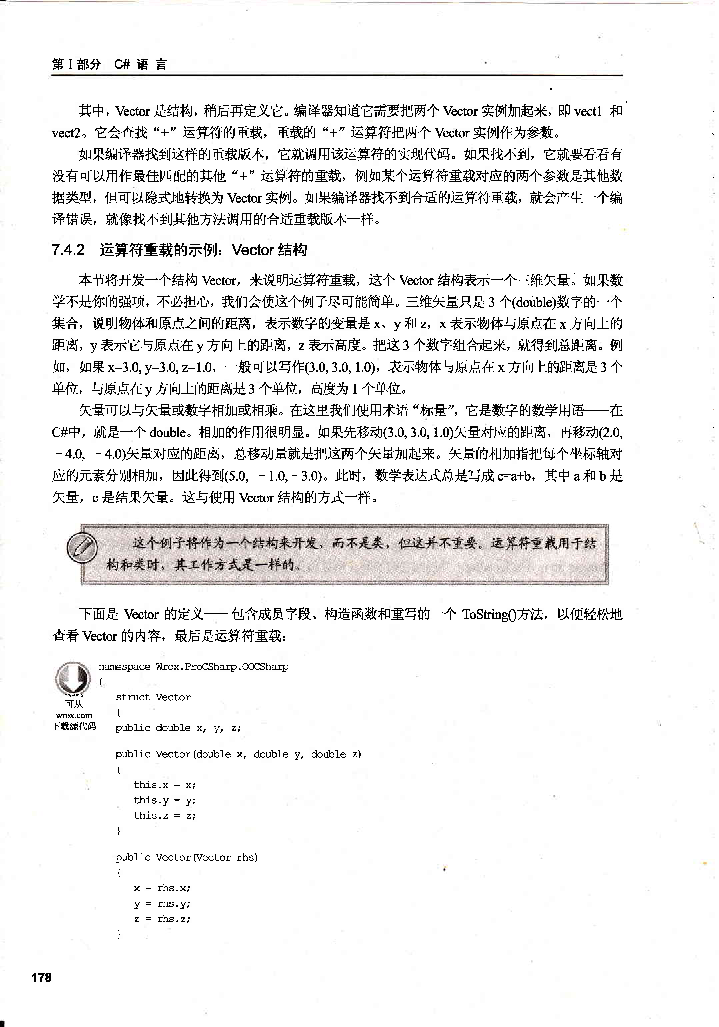 第 I 部分 C# 语 言
其中，Vector 是结构，稍后再定义它。编译器知道它需要把两个 Vector 实例加起来，即 vect1 和
vect2。它会查找“+”运算符的重载，重载的“+”运算符把两个 Vector 实例作为参数。
如果编译器找到这样的重载版本，它就调用该运算符的实现代码。如果找不到，它就要看看有
没有可以用作最佳匹配的其他“+”运算符的重载，例如某个运算符重载对应的两个参数是其他数
据类型，但可以隐式地转换为 Vector 实例。如果编译器找不到合适的运算符重载，就会产生一个编
译错误，就像找不到其他方法调用的合适重载版本一样。
7.4.2 运算符重载的示例：Vector 结构
本节将开发一个结构 Vector，来说明运算符重载，这个 Vector 结构表示一个三维矢量。如果数
学不是你的强项，不必担心，我们会使这个例子尽可能简单。三维矢量只是 3 个(double)数字的一个
集合，说明物体和原点之间的距离，表示数字的变量是 x、y 和 z，x 表示物体与原点在 x 方向上的
距离，y 表示它与原点在 y 方向上的距离，z 表示高度。把这 3 个数字组合起来，就得到总距离。例
如，如果 x=3.0, y=3.0, z=1.0，一般可以写作(3.0, 3.0, 1.0)，表示物体与原点在 x 方向上的距离是 3 个
单位，与原点在 y 方向上的距离是 3 个单位，高度为 1 个单位。
矢量可以与矢量或数字相加或相乘。在这里我们使用术语“标量”，它是数字的数学用语——在
C#中，就是一个 double。相加的作用很明显。如果先移动(3.0, 3.0, 1.0)矢量对应的距离，再移动(2.0,
-4.0, -4.0)矢量对应的距离，总移动量就是把这两个矢量加起来。矢量的相加指把每个坐标轴对
应的元素分别相加，因此得到(5.0, -1.0, -3.0)。此时，数学表达式总是写成 c=a+b，其中 a 和 b 是
矢量，c 是结果矢量。这与使用 Vector 结构的方式一样。
这个例子将作为一个结构来开发，而不是类，但这并不重要。运算符重载用于结
构和类时，其工作方式是一样的。
下面是 Vector 的定义——包含成员字段、构造函数和重写的一个 ToString()方法，以便轻松地
查看 Vector 的内容，最后是运算符重载：
可从
wrox.com
下载源代码
namespace Wrox.ProCSharp.OOCSharp
{
struct Vector
{
public double x, y, z;
public Vector(double x, double y, double z)
{
this.x = x;
this.y = y;
this.z = z;
}
public Vector(Vector rhs)
{
x = rhs.x;
y = rhs.y;
z = rhs.z;
}
178